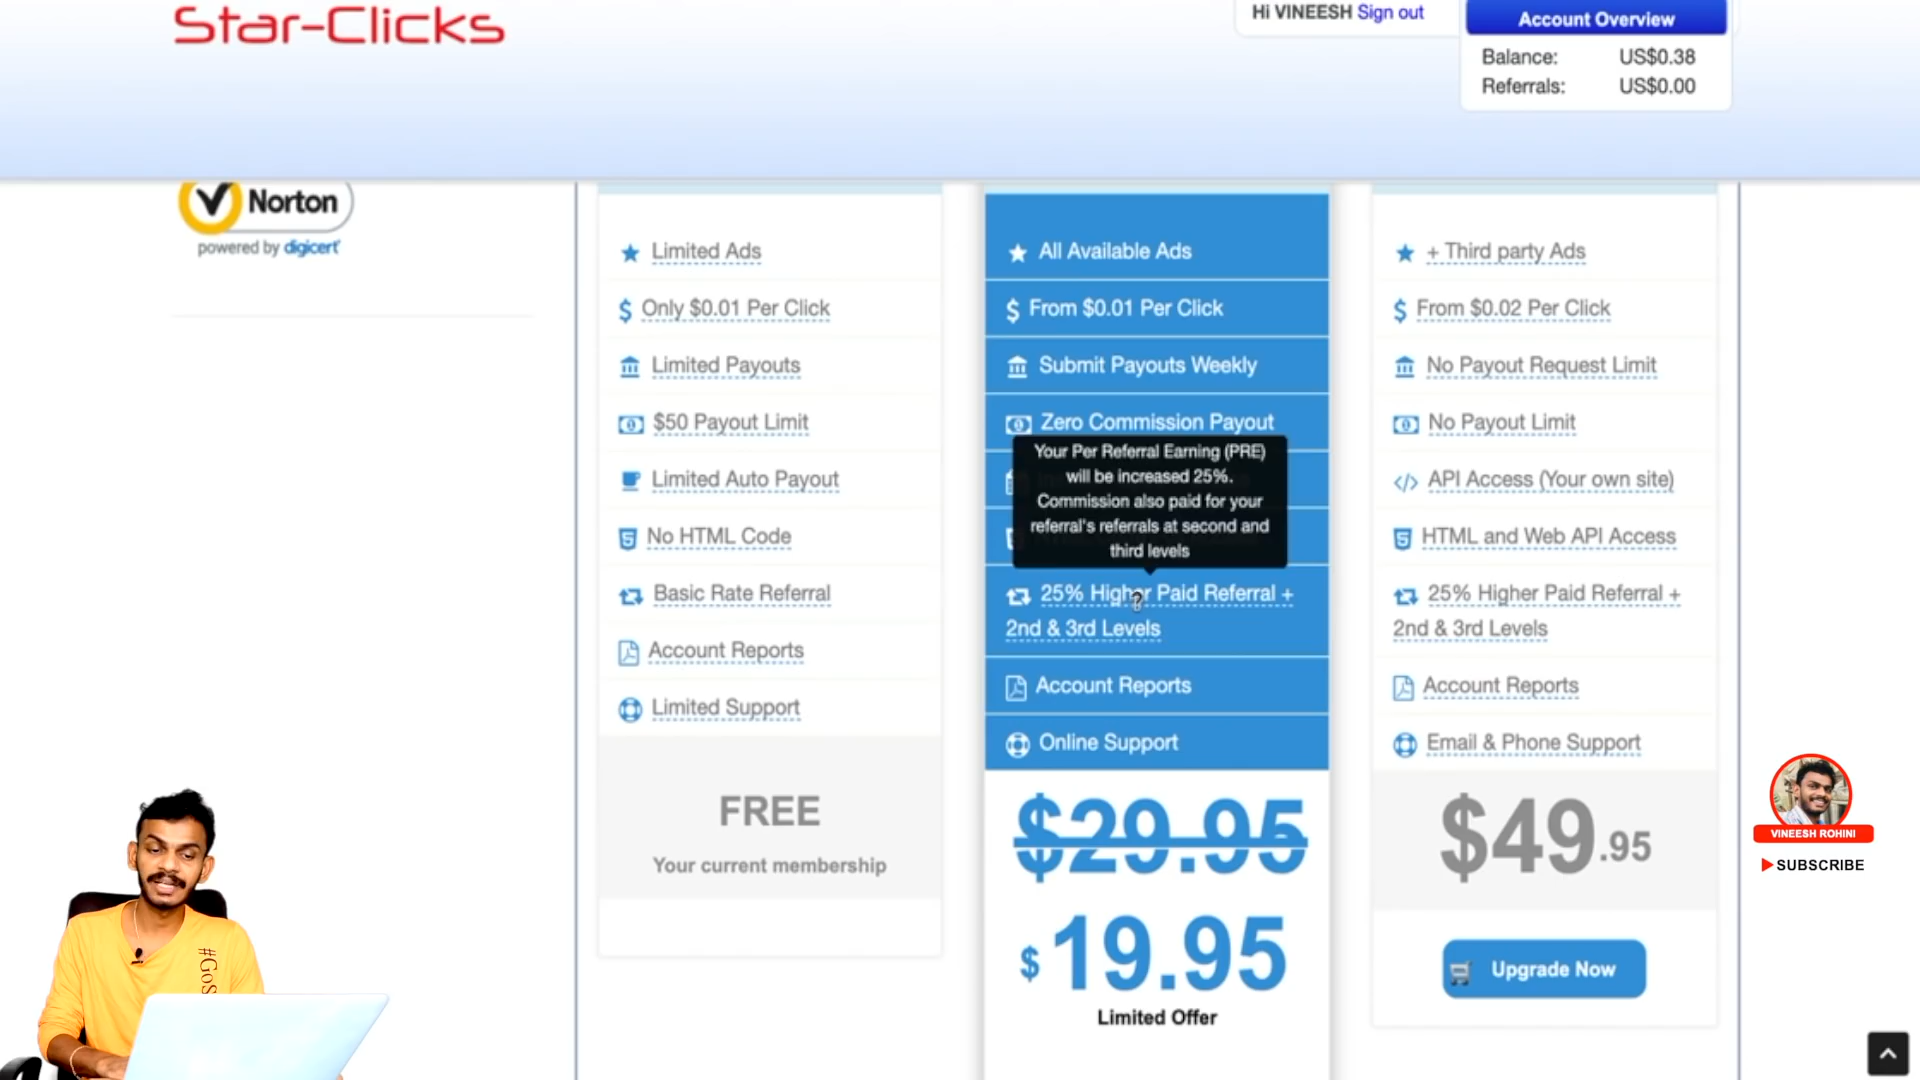 Star-Clicks
Hi VINEESH Sign out
Account Overview
Balance: US$0.38
Referrals: US$0.00
Norton
powered by digicert
Limited Ads
Only $0.01 Per Click
Limited Payouts
$50 Payout Limit
Limited Auto Payout
No HTML Code
Basic Rate Referral
Account Reports
Limited Support
FREE
Your current membership
All Available Ads
From $0.01 Per Click
Submit Payouts Weekly
Zero Commission Payout
Your Per Referral Earning (PRE)
will be increased 25%.
Commission also paid for your
referral's referrals at second and
third levels
25% Higher Paid Referral +
2nd & 3rd Levels
Account Reports
Online Support
$29.95
$19.95
Limited Offer
+ Third party Ads
From $0.02 Per Click
No Payout Request Limit
No Payout Limit
API Access (Your own site)
HTML and Web API Access
25% Higher Paid Referral +
2nd & 3rd Levels
Account Reports
Email & Phone Support
$49.95
Upgrade Now
#GoS
VINEESH ROHINI
SUBSCRIBE